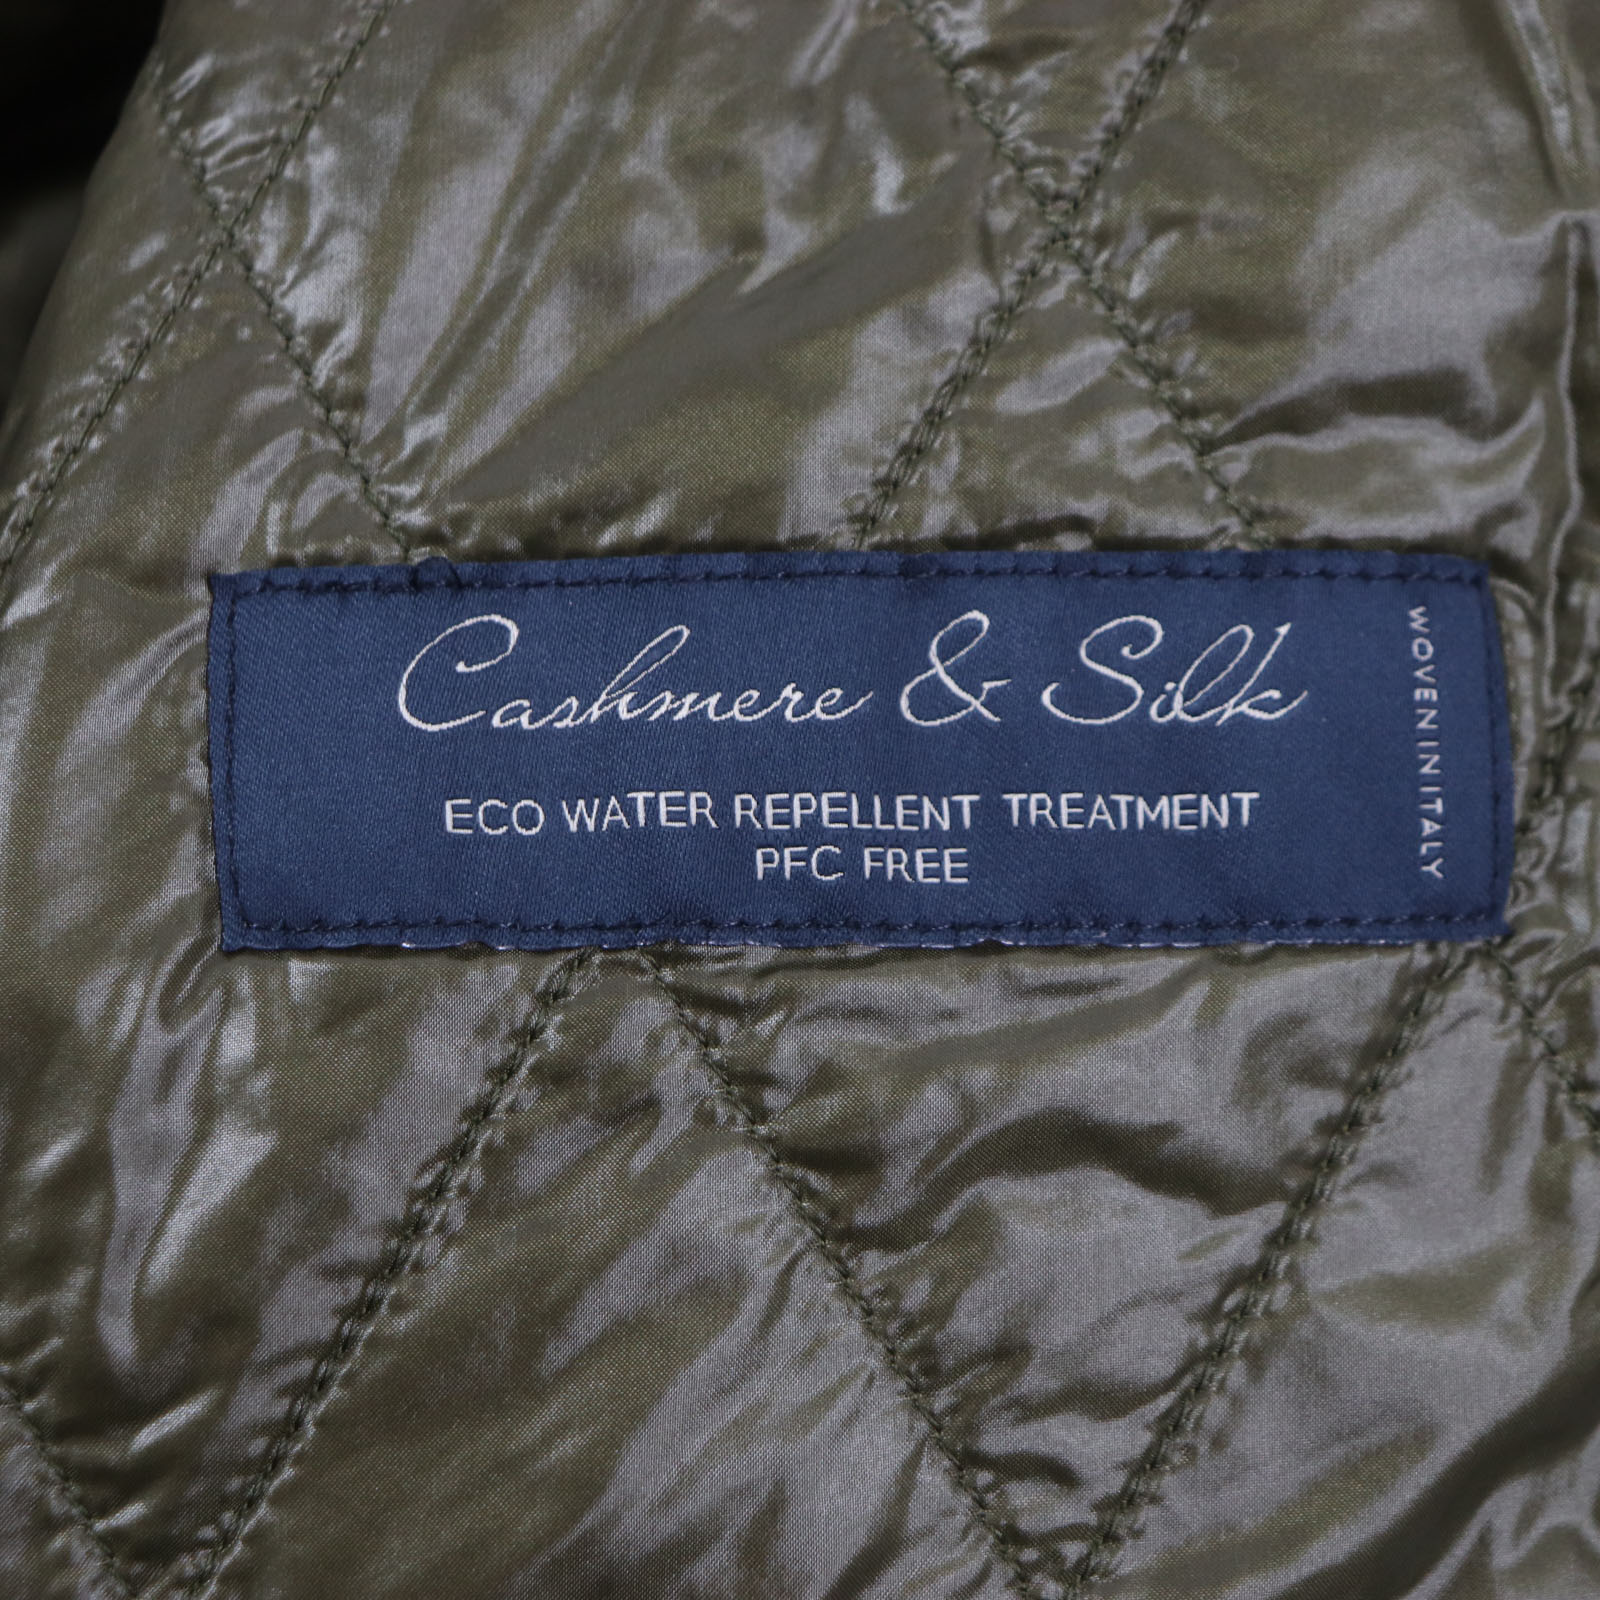 Cashmere & Silk
ECO WATER REPELLENT TREATMENT
PFC FREE
WOVEN IN ITALY